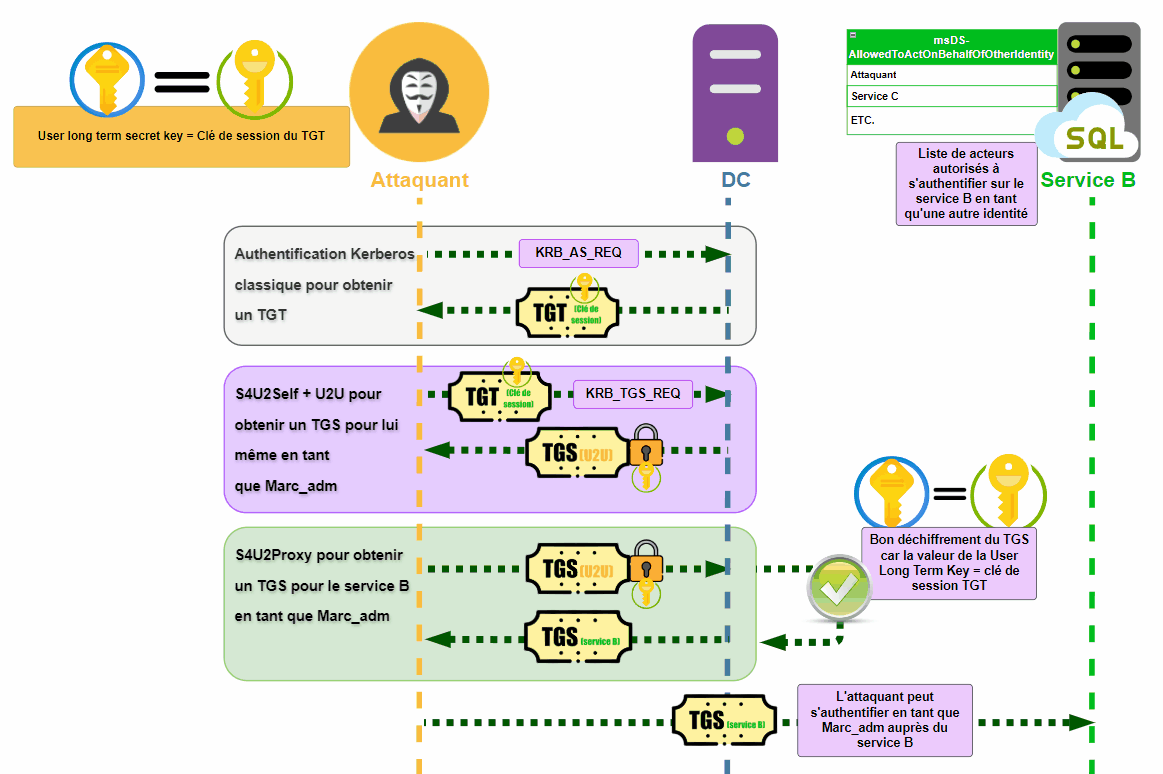 User long term secret key = Clé de session du TGT
Attaquant
DC
msDS-
AllowedToActOnBehalfOfOtherIdentity
Attaquant
Service C
ETC.
SQL
Service B
Liste de acteurs
autorisés à
s'authentifier sur le
service B en tant
qu'une autre identité
Authentification Kerberos
classique pour obtenir
un TGT
KRB_AS_REQ
TGT (Clé de
session)
S4U2Self + U2U pour
obtenir un TGS pour lui
même en tant
que Marc_adm
TGT (Clé de
session)
KRB_TGS_REQ
TGS (U2U)
S4U2Proxy pour obtenir
un TGS pour le service B
en tant que Marc_adm
TGS (U2U)
TGS (service B)
Bon déchiffrement du TGS
car la valeur de la User
Long Term Key = clé de
session TGT
TGS (service B)
L'attaquant peut
s'authentifier en tant que
Marc_adm auprès du
service B